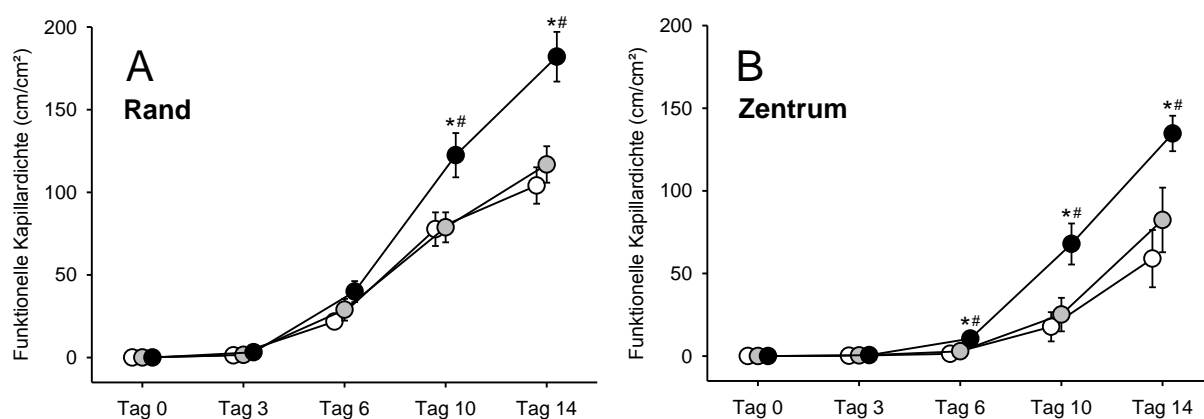 A
Rand
Funktionelle Kapillardichte (cm/cm²)
200
150
100
50
0
*#
*#
Tag 0 Tag 3 Tag 6 Tag 10 Tag 14
B
Zentrum
Funktionelle Kapillardichte (cm/cm²)
200
150
100
50
0
*#
*#
*#
Tag 0 Tag 3 Tag 6 Tag 10 Tag 14